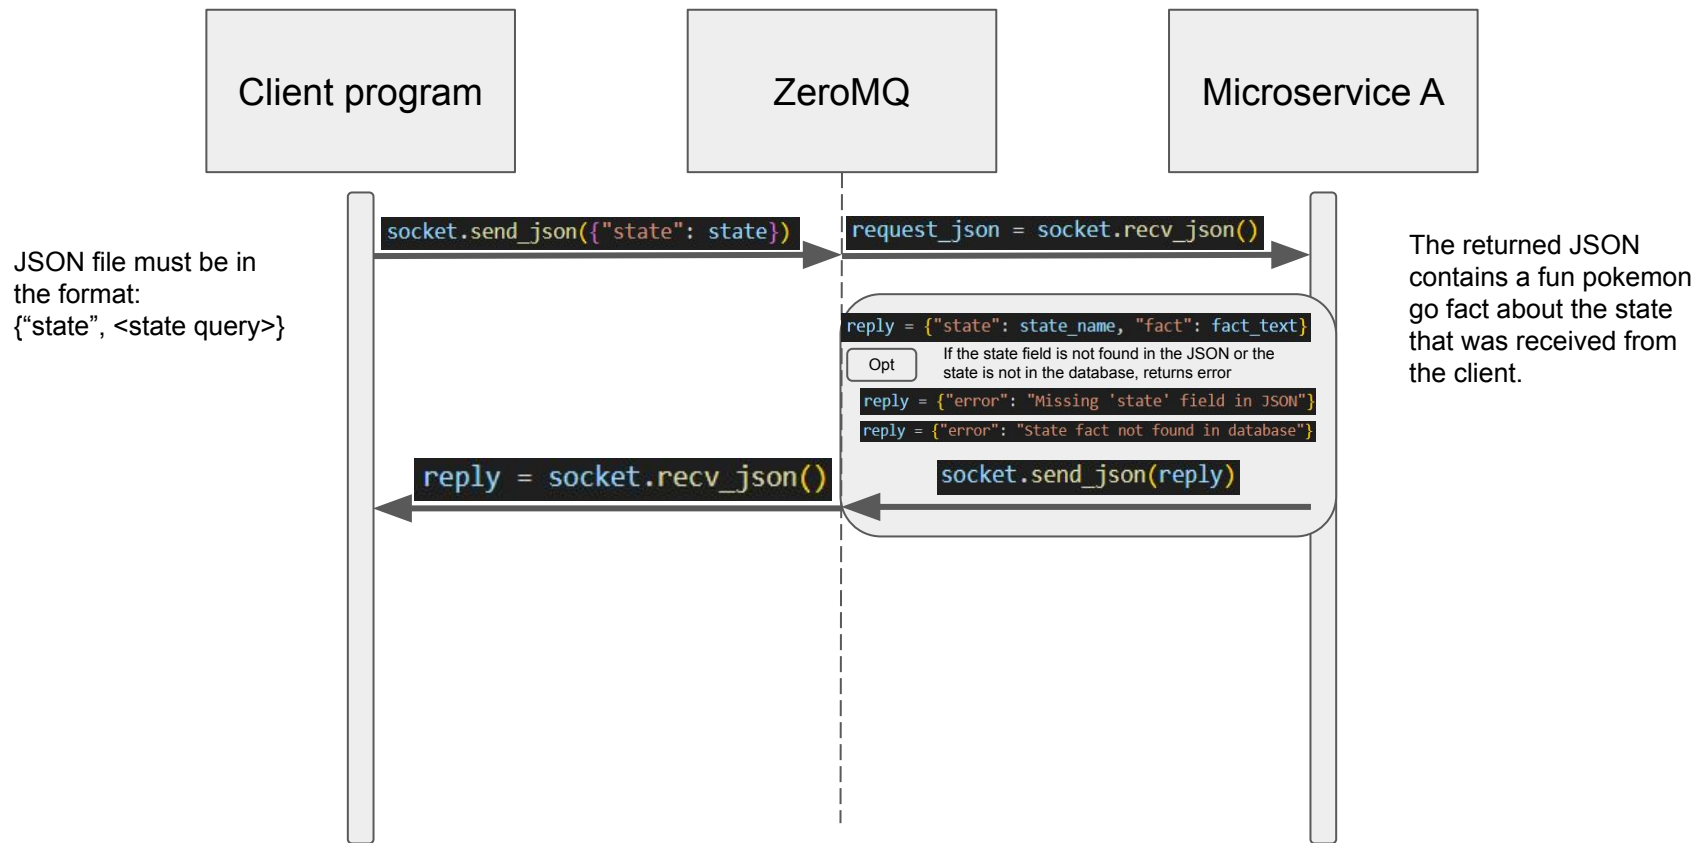 Client program
ZeroMQ
Microservice A
socket.send_json({"state": state})
request_json = socket.recv_json()
JSON file must be in
the format:
{“state”, <state query>}
The returned JSON
contains a fun pokemon
go fact about the state
that was received from
the client.
reply = {"state": state_name, "fact": fact_text}
Opt
If the state field is not found in the JSON or the
state is not in the database, returns error
reply = {"error": "Missing 'state' field in JSON"}
reply = {"error": "State fact not found in database"}
reply = socket.recv_json()
socket.send_json(reply)